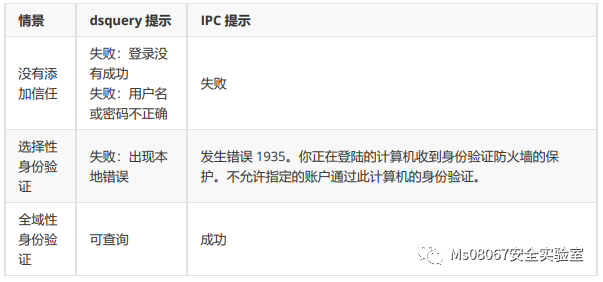 情景 dsquery 提示 IPC 提示
没有添
加信任
失败：登录没
有成功
失败：用户名
或密码不正确
失败
选择性
身份验
证
失败：出现本
地错误
发生错误 1935。你正在登陆的计算机收到身份验证防火墙的保
护。不允许指定的账户通过此计算机的身份验证。
全域性
身份验
证
可查询
成功
Ms08067安全实验室